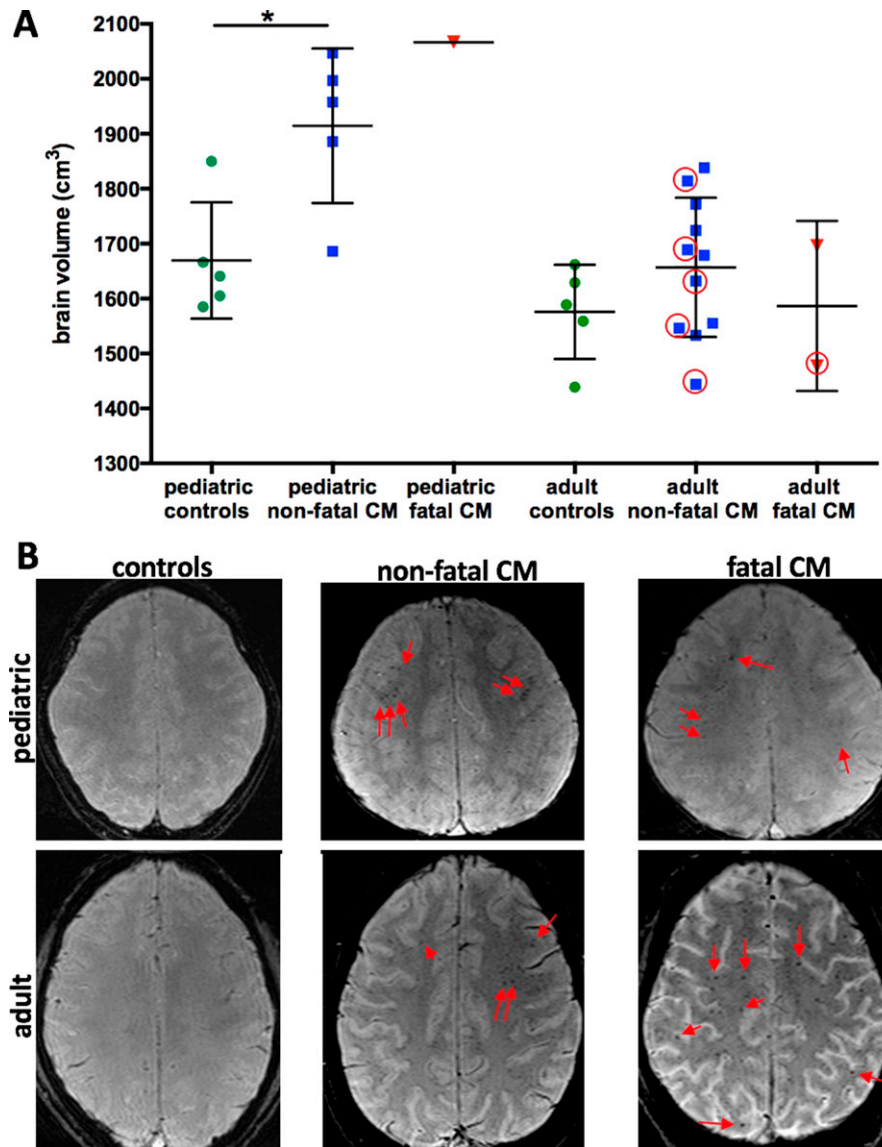 A
*
2100
2000
1900
1800
1700
1600
1500
1400
1300
brain volume (cm³)
pediatric controls
pediatric non-fatal CM
pediatric fatal CM
adult controls
adult non-fatal CM
adult fatal CM
B
controls
non-fatal CM
fatal CM
pediatric
adult